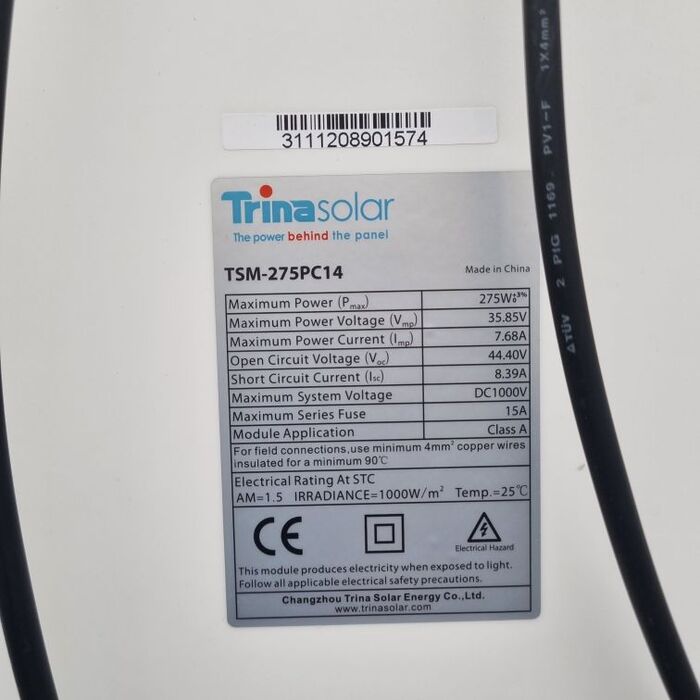 3111208901574
Trinasolar
The power behind the panel
TSM-275PC14 Made in China
Maximum Power (Pmax) 275W+3%0
Maximum Power Voltage (Vmp) 35.85V
Maximum Power Current (Imp) 7.68A
Open Circuit Voltage (Voc) 44.40V
Short Circuit Current (Isc) 8.39A
Maximum System Voltage DC1000V
Maximum Series Fuse 15A
Module Application Class A
For field connections,use minimum 4mm² copper wires
insulated for a minimum 90℃
Electrical Rating At STC
AM=1.5 IRRADIANCE=1000W/m² Temp.=25℃
CE
Electrical Hazard
This module produces electricity when exposed to light.
Follow all applicable electrical safety precautions.
Changzhou Trina Solar Energy Co.,Ltd.
www.trinasolar.com
TÜV 2 PfG 1169. PV1-F 1X4mm²